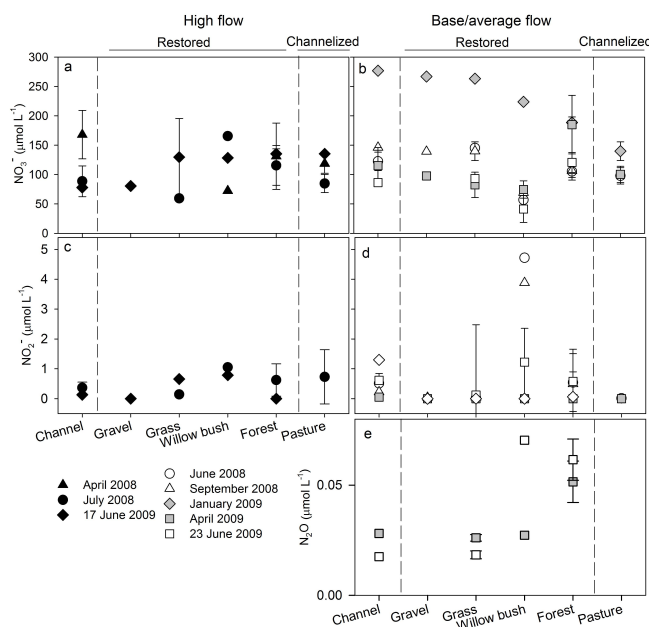 High flow
Base/average flow
Restored
Channelized
Restored
Channelized
a
b
NO₃⁻ (µmol L⁻¹)
300
250
200
150
100
50
0
c
d
NO₂⁻ (µmol L⁻¹)
5
4
3
2
1
0
Channel
Gravel
Grass
Willow bush
Forest
Pasture
April 2008
July 2008
17 June 2009
June 2008
September 2008
January 2009
April 2009
23 June 2009
e
N₂O (µmol L⁻¹)
0.05
0.00
Channel
Gravel
Grass
Willow bush
Forest
Pasture